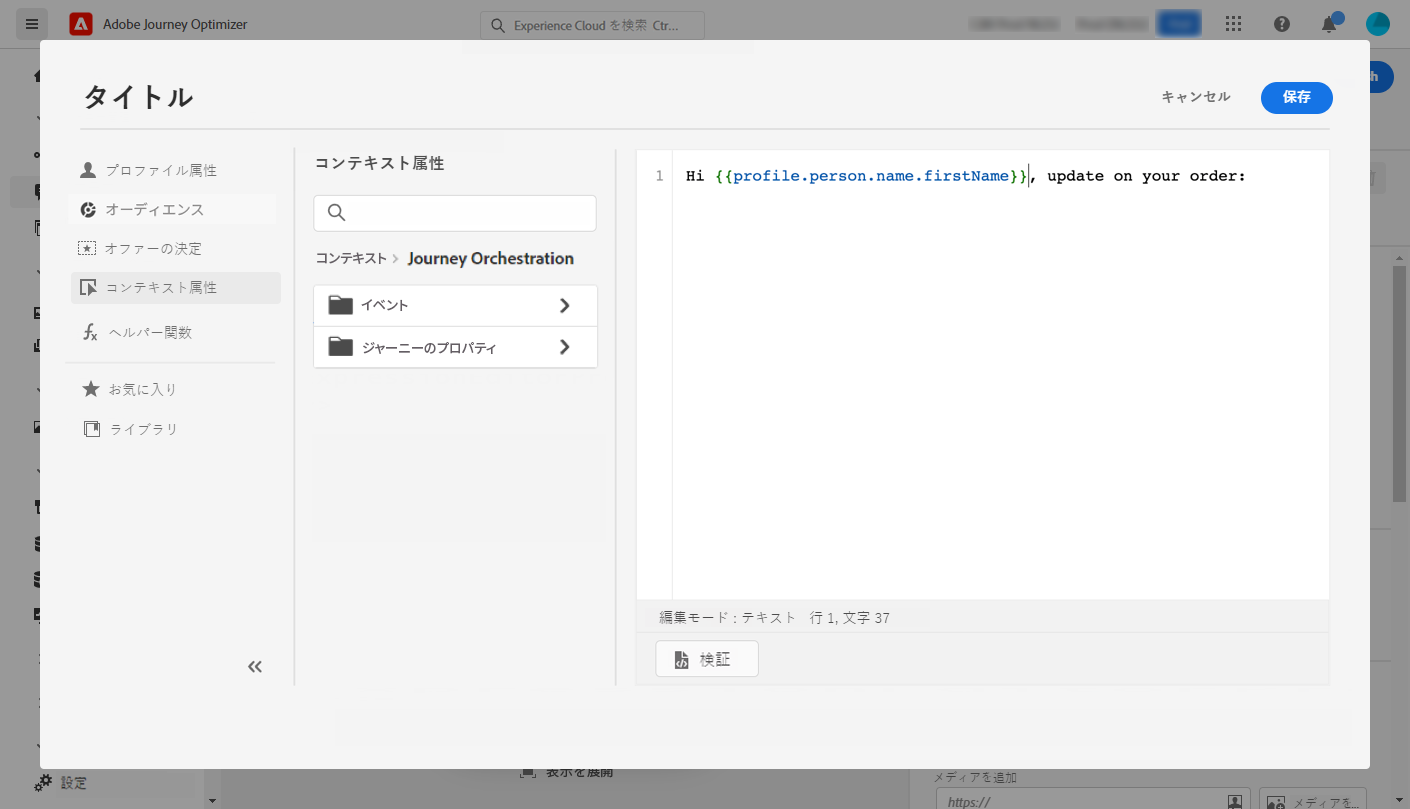 Adobe Journey Optimizer
Experience Cloud を検索 Ctr...
h
タイトル
キャンセル
保存
プロファイル属性
オーディエンス
オファーの決定
コンテキスト属性
ヘルパー関数
お気に入り
ライブラリ
コンテキスト属性
コンテキスト > Journey Orchestration
イベント
ジャーニーのプロパティ
1 Hi {{profile.person.name.firstName}}, update on your order:
編集モード : テキスト 行 1, 文字 37
検証
設定
表示を展開
メディアを追加
https://
メディアを...